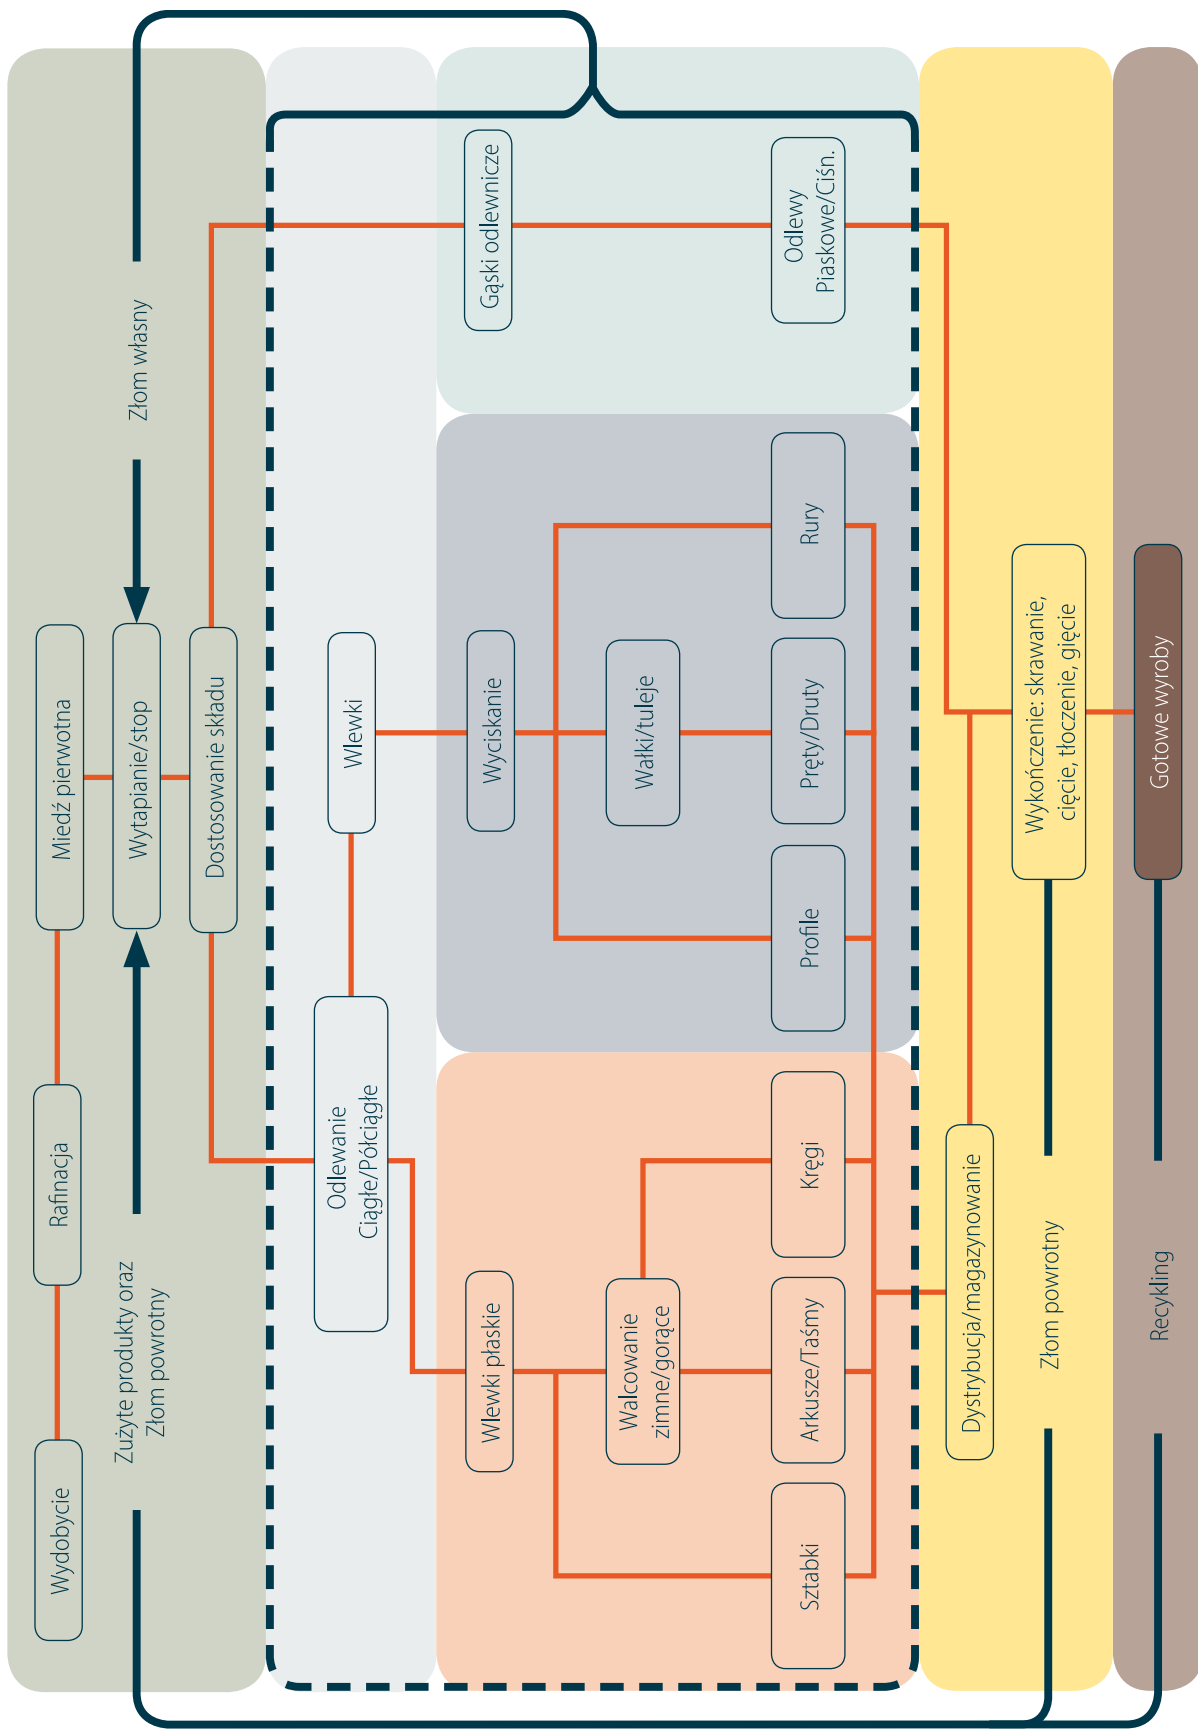 Wydobycie
Rafinacja
Miedź pierwotna
Zużyte produkty oraz
Złom powrotny
Wytapianie/stop
Złom własny
Dostosowanie składu
Odlewanie
Ciągłe/Półciągłe
Wlewki
Wlewki płaskie
Wyciskanie
Gąski odlewnicze
Walcowanie
zimne/gorące
Wałki/tuleje
Sztabki
Arkusze/Taśmy
Kręgi
Profile
Pręty/Druty
Rury
Odlewy
Piaskowe/Ciśn.
Dystrybucja/magazynowanie
Złom powrotny
Wykończenie: skrawanie,
cięcie, tłoczenie, gięcie
Recykling
Gotowe wyroby